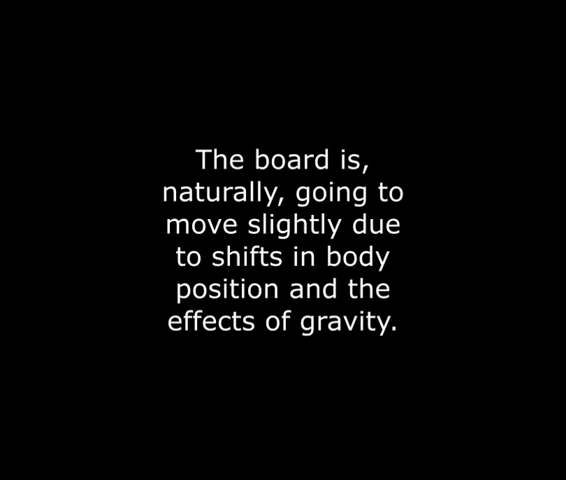 The board is,
naturally, going to
move slightly due
to shifts in body
position and the
effects of gravity.